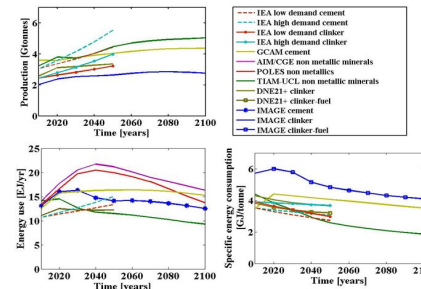 Production [Gtonnes]
6
4
2
0
2020
2040
2060
2080
2100
Time [years]
IEA low demand cement
IEA high demand cement
IEA low demand clinker
IEA high demand clinker
GCAM cement
AIM/CGE non metallic minerals
POLES non metallics
TIAM-UCL non metallic minerals
DNE21+ clinker
DNE21+ clinker-fuel
IMAGE cement
IMAGE clinker
IMAGE clinker-fuel
Energy use [EJ/yr]
25
20
15
10
5
0
2020
2040
2060
2080
2100
Time [years]
Specific energy consumption
[GJ/tonne]
6
4
2
0
2020
2040
2060
2080
Time [years]